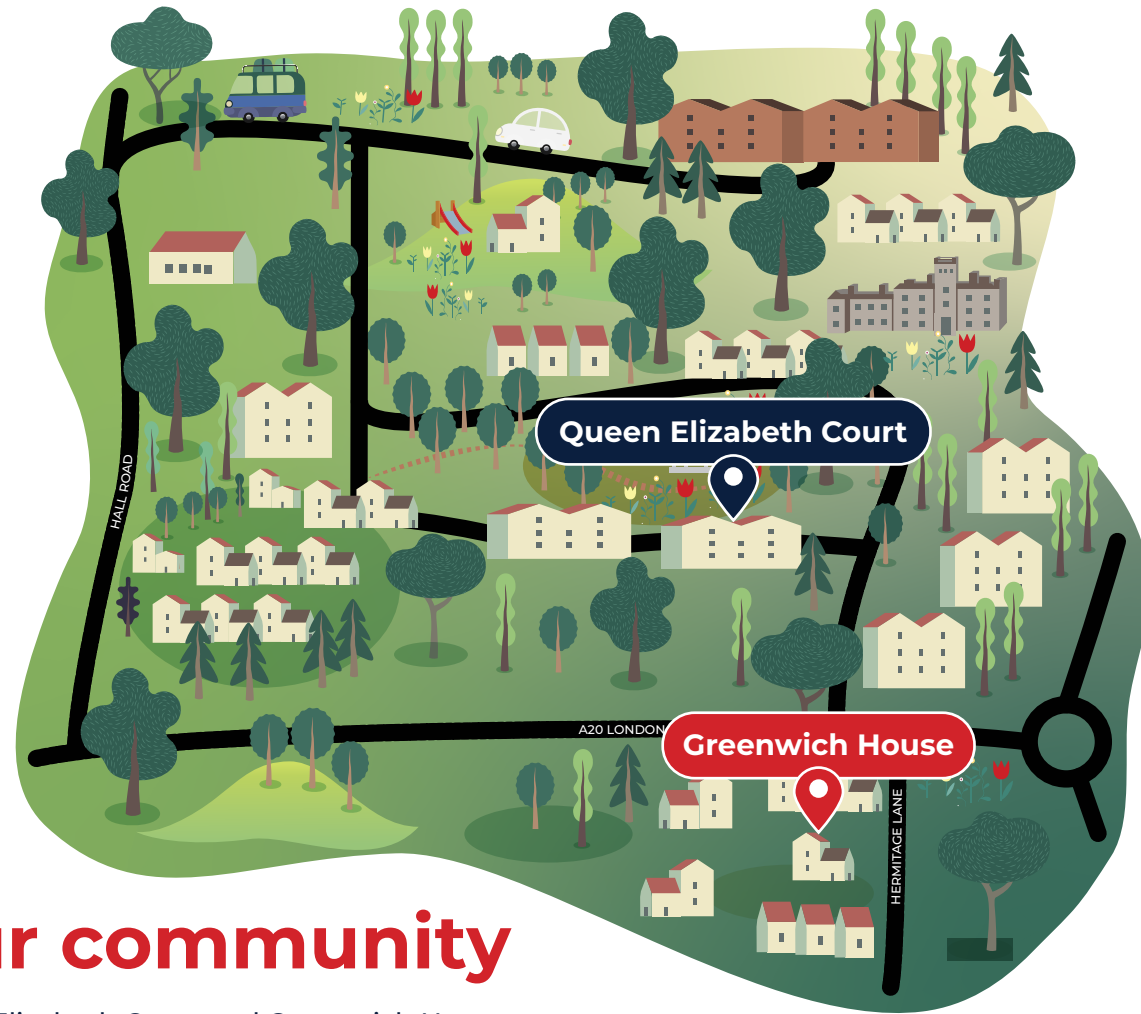 Queen Elizabeth Court
HALL ROAD
A20 LONDON
Greenwich House
HERMITAGE LANE
community